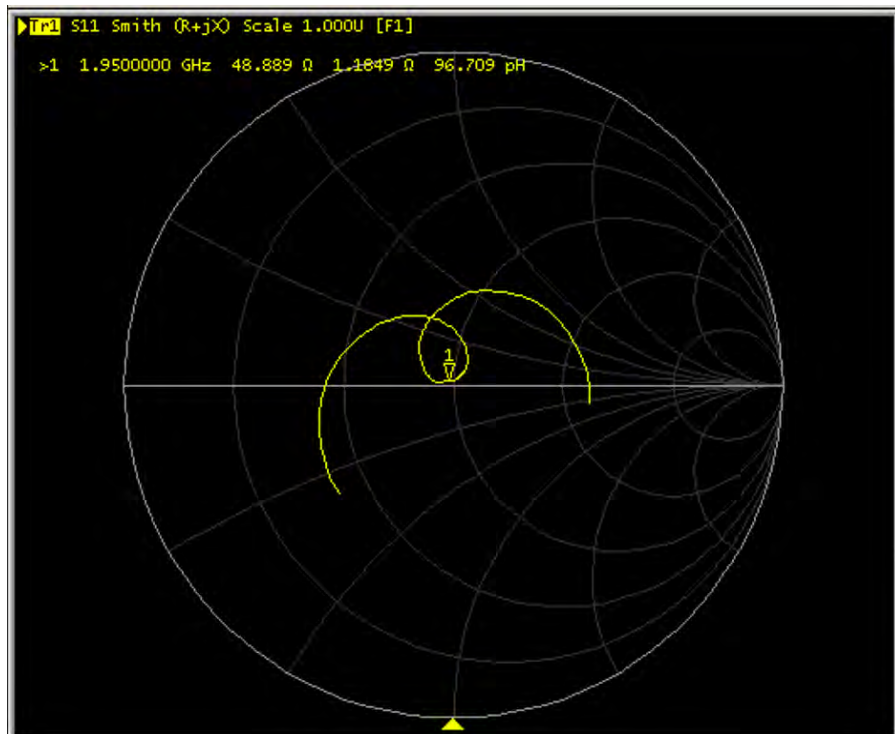 Tr1 S11 Smith (R+jX) Scale 1.000U [F1]
>1 1.9500000 GHz 48.889 Ω 1.1849 Ω 96.709 pH
1